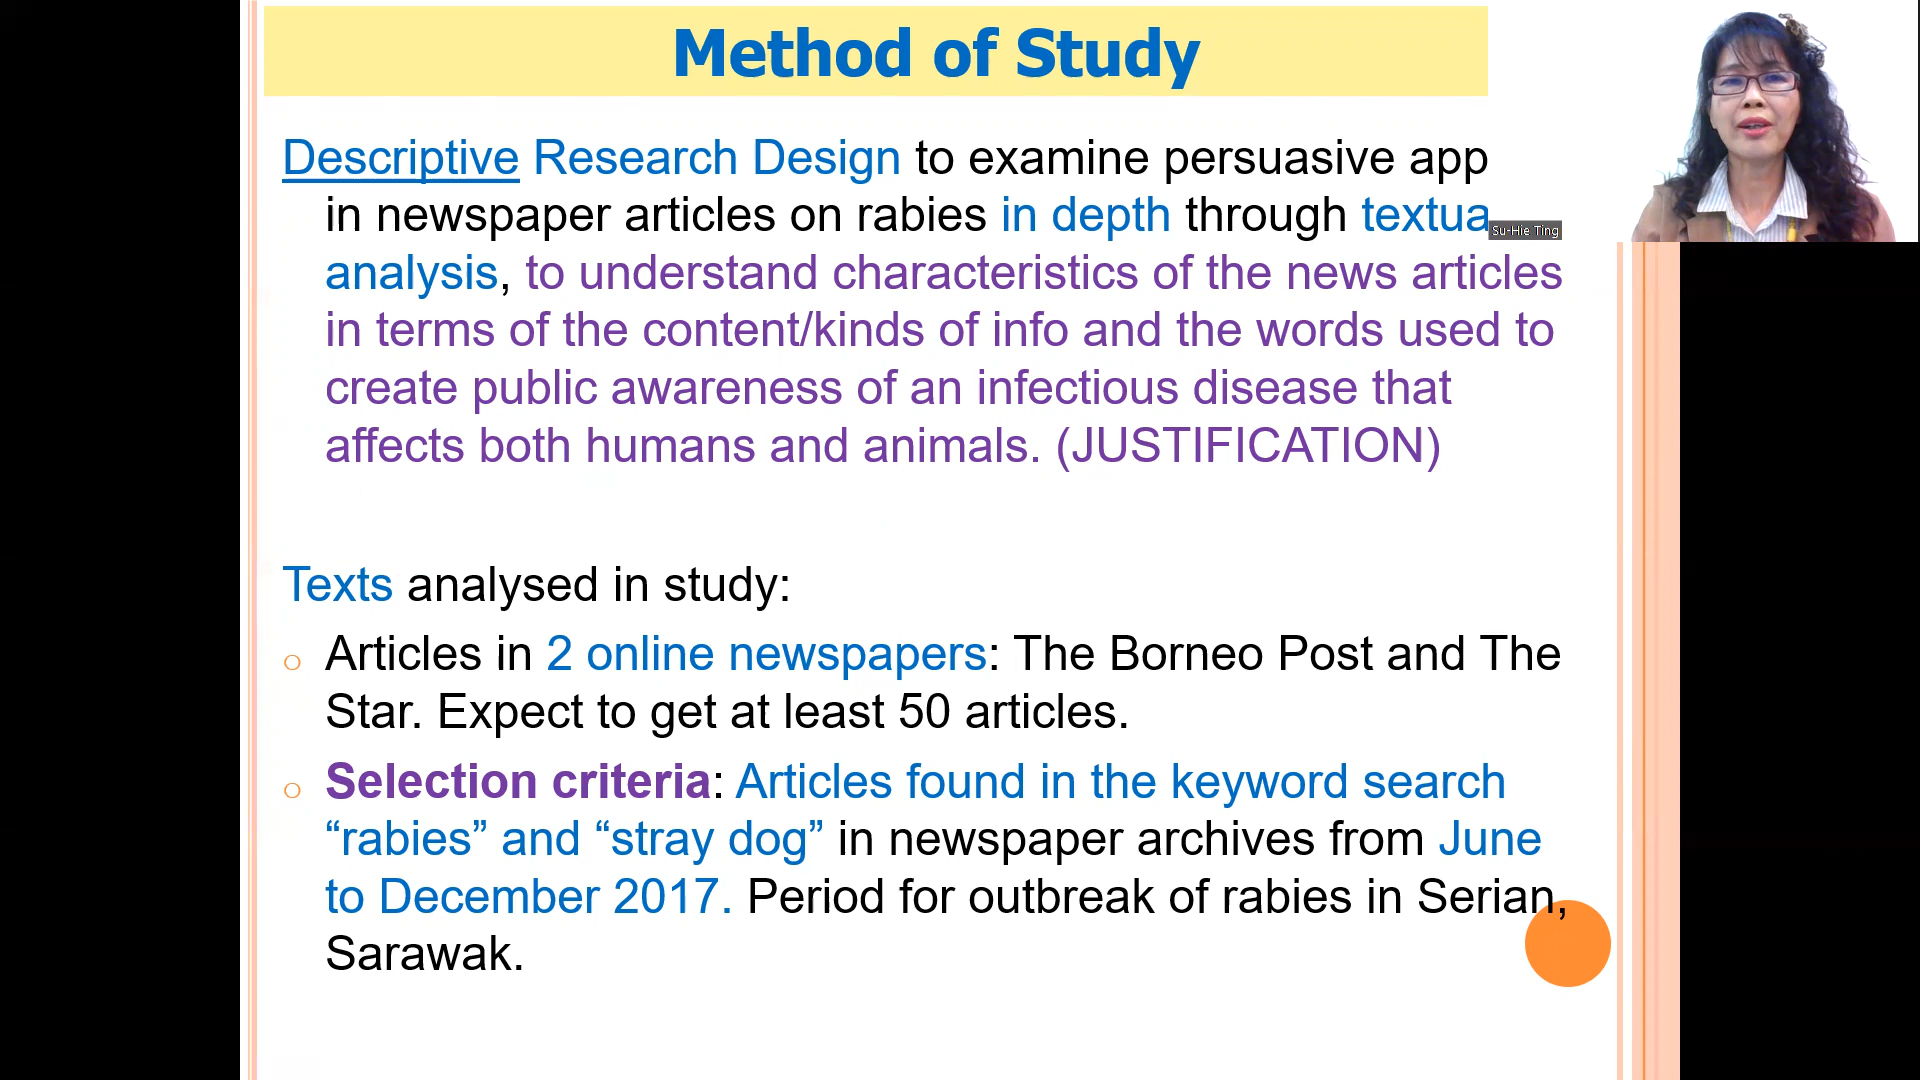 Method of Study
Descriptive Research Design to examine persuasive app
in newspaper articles on rabies in depth through textua
Su-Hie Ting
analysis, to understand characteristics of the news articles
in terms of the content/kinds of info and the words used to
create public awareness of an infectious disease that
affects both humans and animals. (JUSTIFICATION)
Texts analysed in study:
o Articles in 2 online newspapers: The Borneo Post and The
Star. Expect to get at least 50 articles.
o Selection criteria: Articles found in the keyword search
“rabies” and “stray dog” in newspaper archives from June
to December 2017. Period for outbreak of rabies in Serian,
Sarawak.